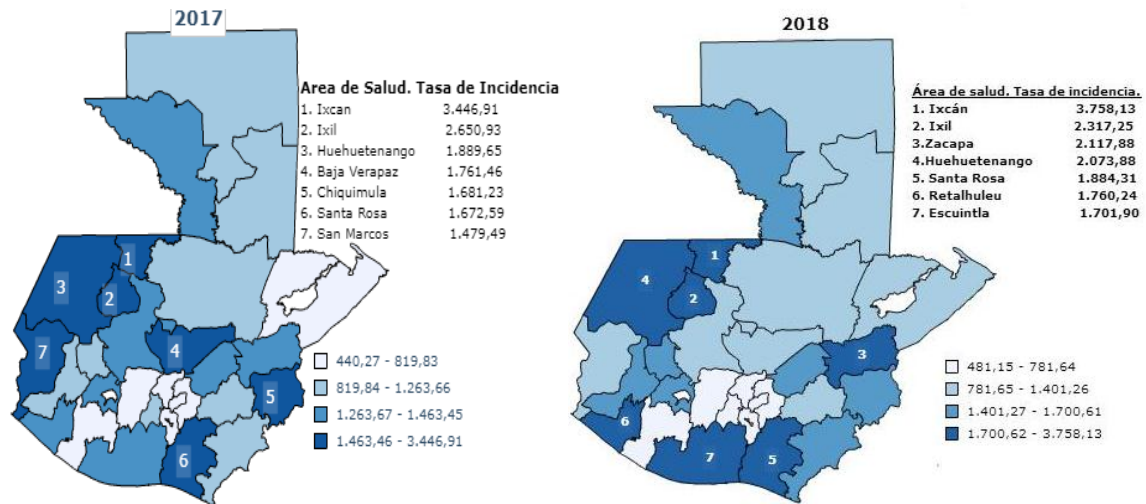 2017
Area de Salud. Tasa de Incidencia
1. Ixcan 3.446,91
2. Ixil 2.650,93
3. Huehuetenango 1.889,65
4. Baja Verapaz 1.761,46
5. Chiquimula 1.681,23
6. Santa Rosa 1.672,59
7. San Marcos 1.479,49
1
3
2
7
4
5
6
440,27 - 819,83
819,84 - 1.263,66
1.263,67 - 1.463,45
1.463,46 - 3.446,91
2018
Área de salud. Tasa de incidencia.
1. Ixcán 3.758,13
2. Ixil 2.317,25
3.Zacapa 2.117,88
4.Huehuetenango 2.073,88
5. Santa Rosa 1.884,31
6. Retalhuleu 1.760,24
7. Escuintla 1.701,90
1
4
2
3
6
7
5
481,15 - 781,64
781,65 - 1.401,26
1.401,27 - 1.700,61
1.700,62 - 3.758,13